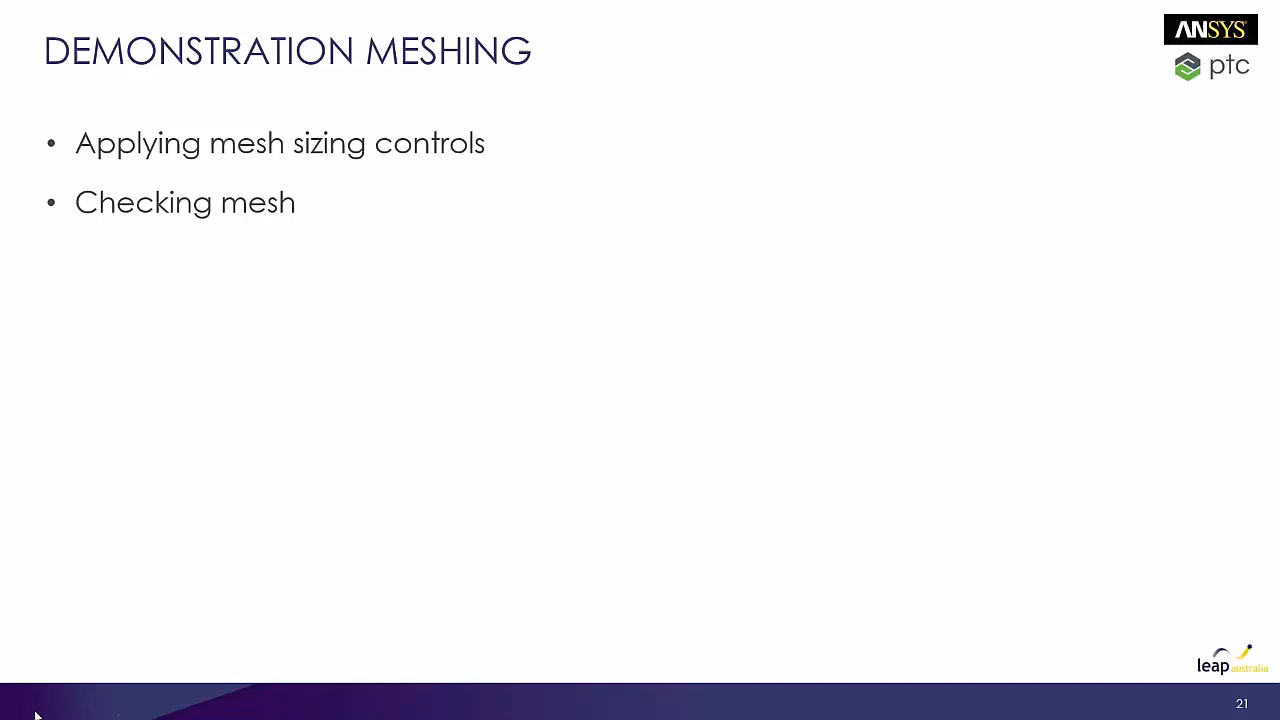 DEMONSTRATION MESHING
ANSYS
ptc
• Applying mesh sizing controls
• Checking mesh
leap australia
21